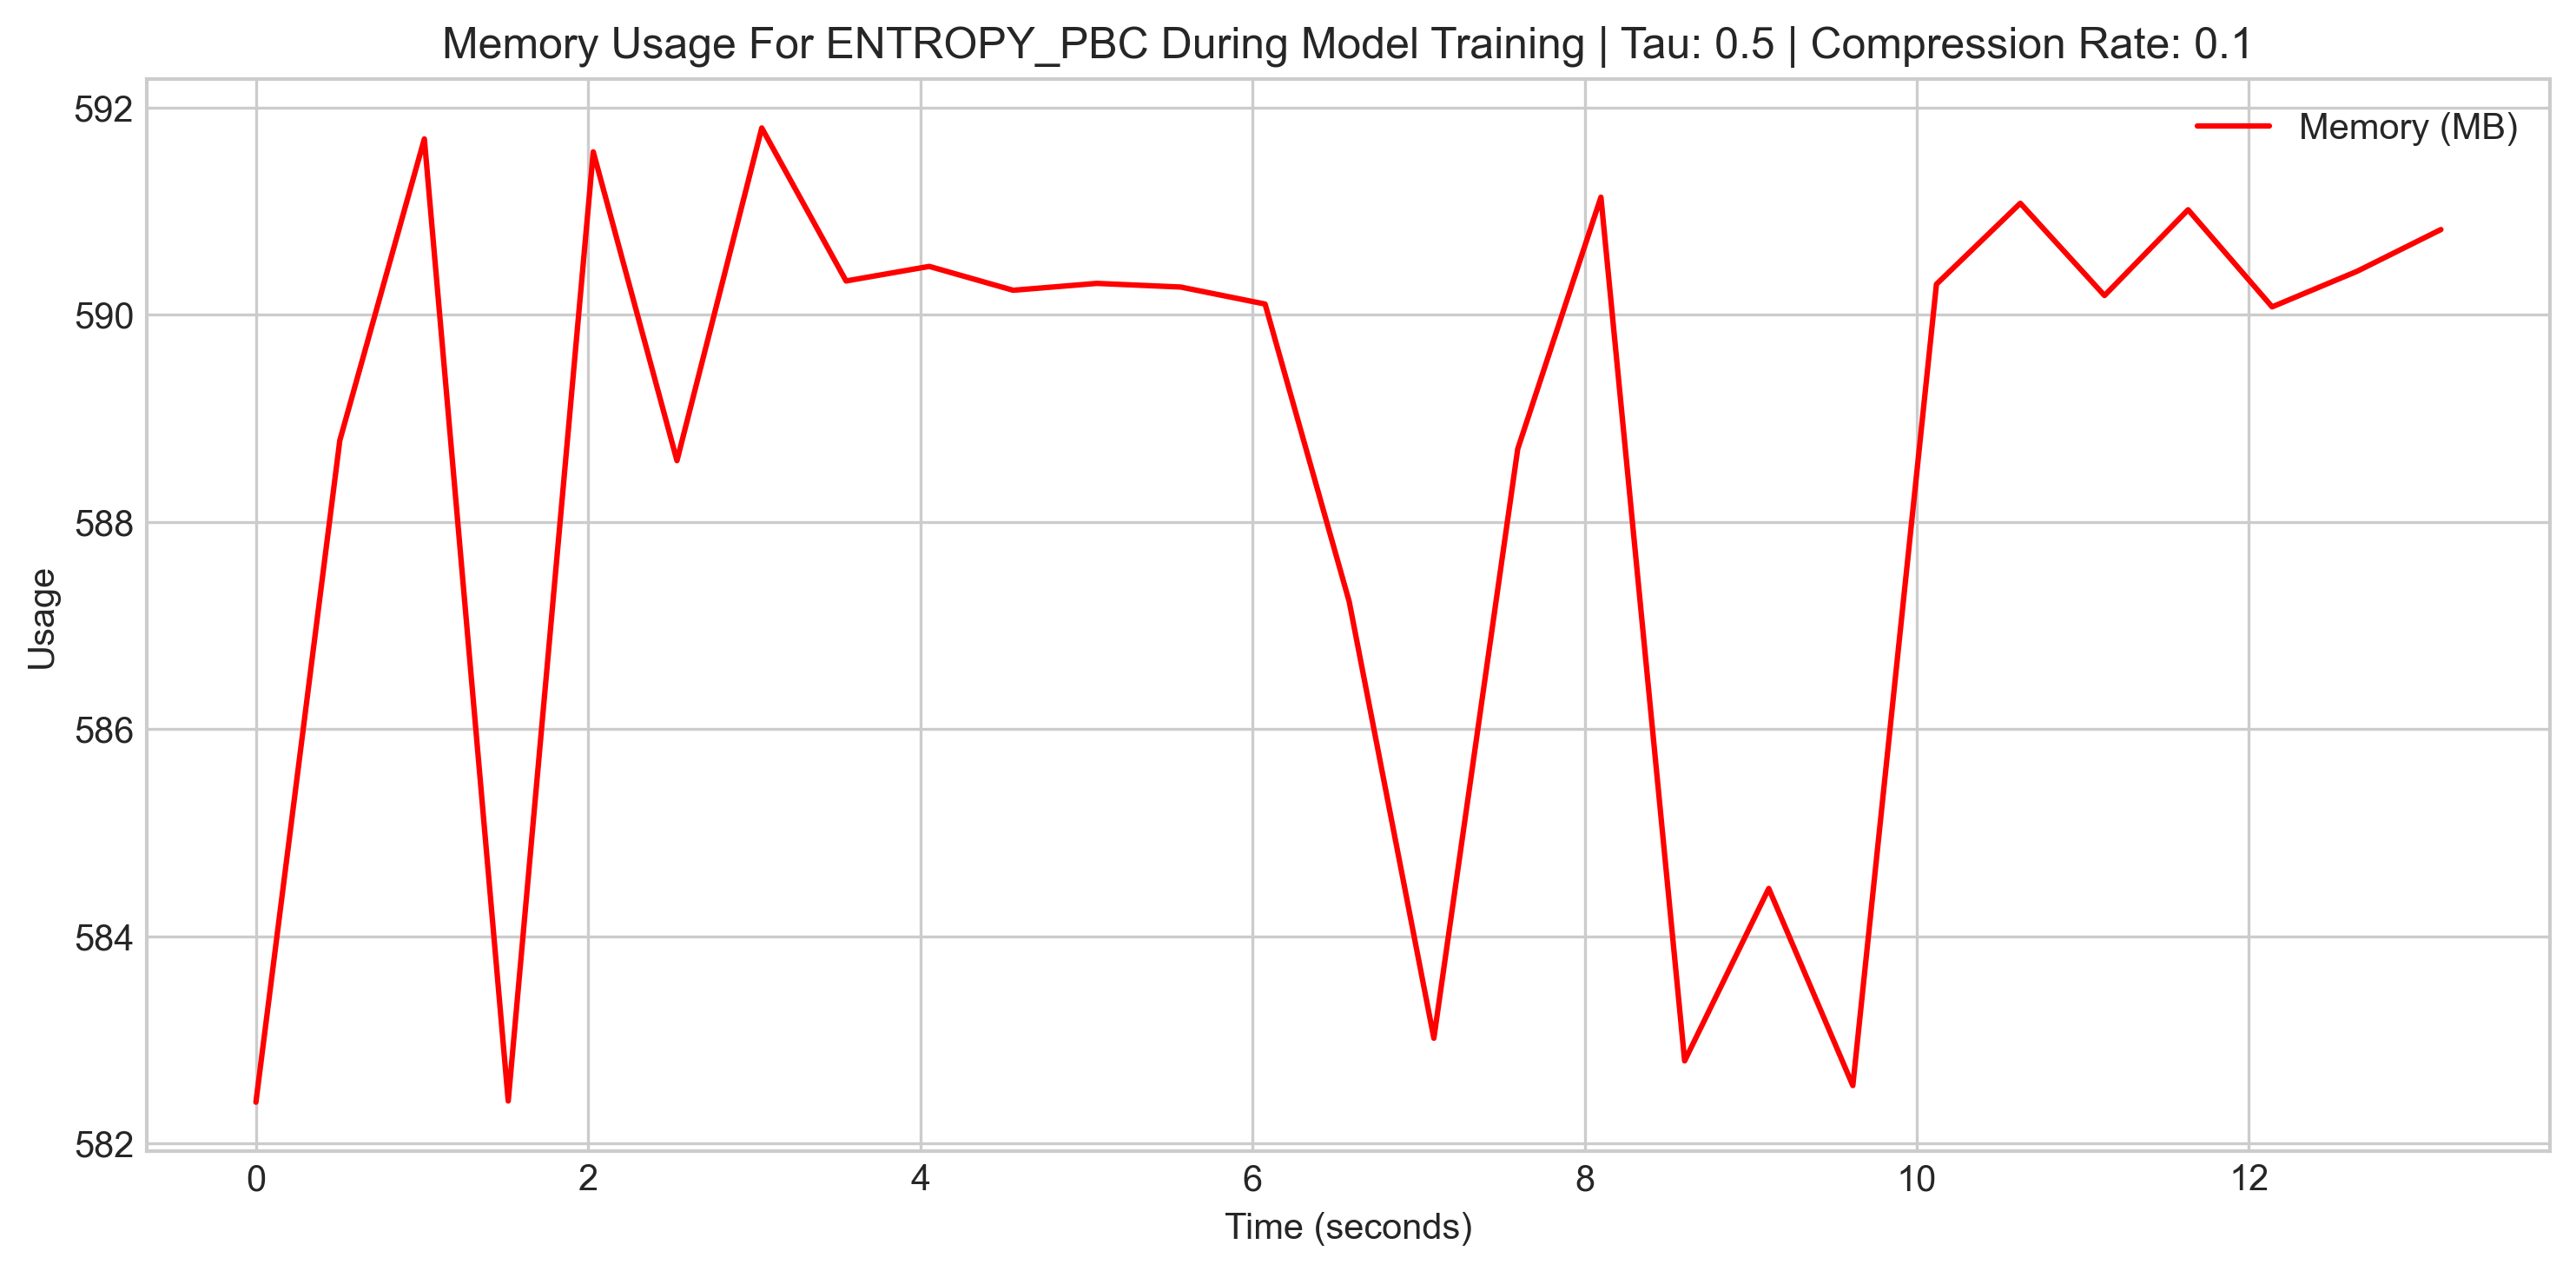 Memory Usage For ENTROPY_PBC During Model Training | Tau: 0.5 | Compression Rate: 0.1
592
Memory (MB)
590
588
Usage
586
584
582
0 2 4 6 8 10 12
Time (seconds)